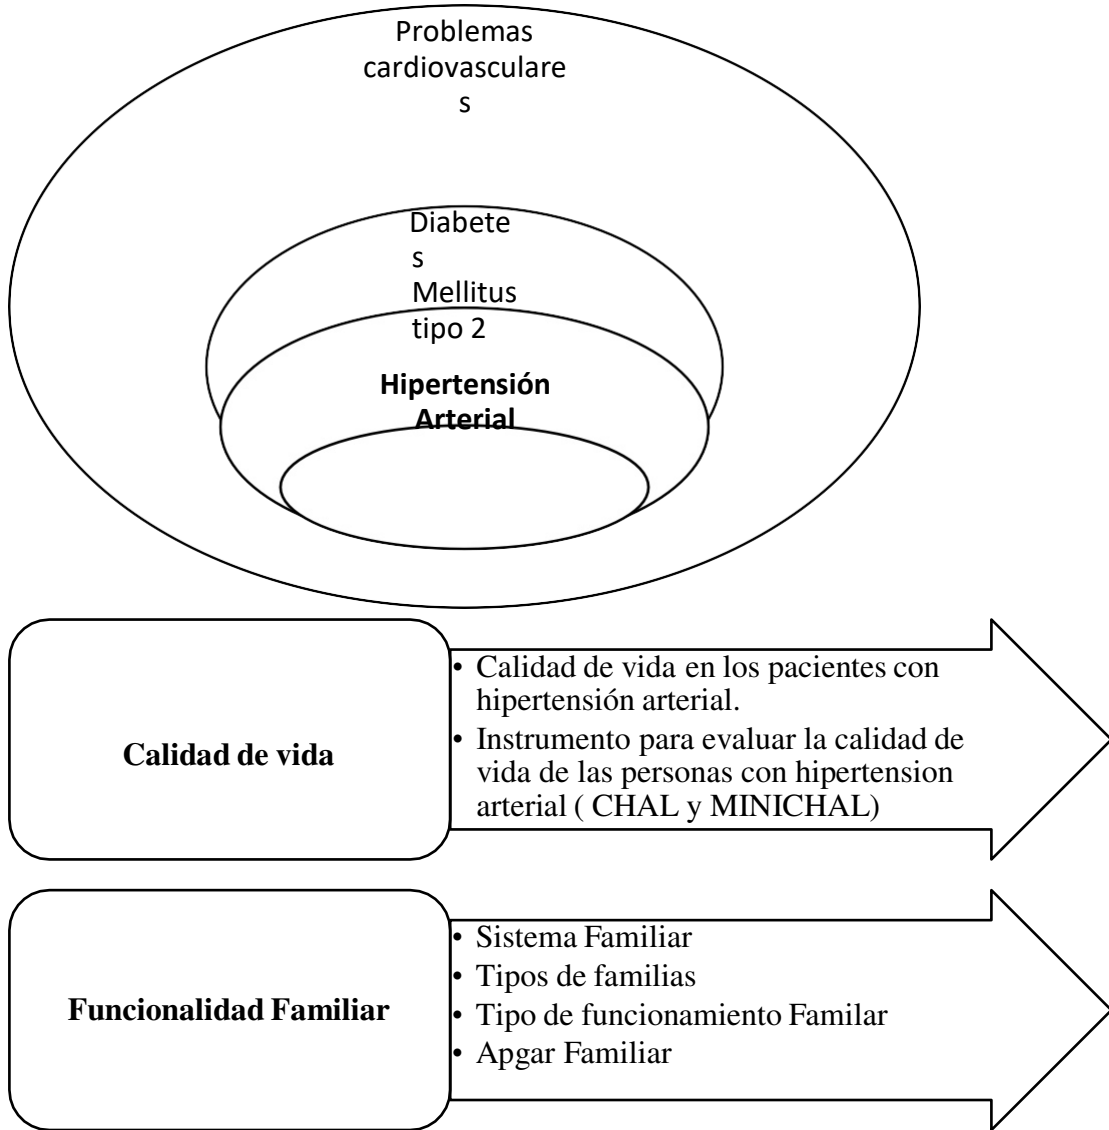 Problemas
cardiovasculare
s
Diabete
s
Mellitus
tipo 2
Hipertensión
Arterial
Calidad de vida
• Calidad de vida en los pacientes con
hipertensión arterial.
• Instrumento para evaluar la calidad de
vida de las personas con hipertension
arterial ( CHAL y MINICHAL)
Funcionalidad Familiar
• Sistema Familiar
• Tipos de familias
• Tipo de funcionamiento Familar
• Apgar Familiar